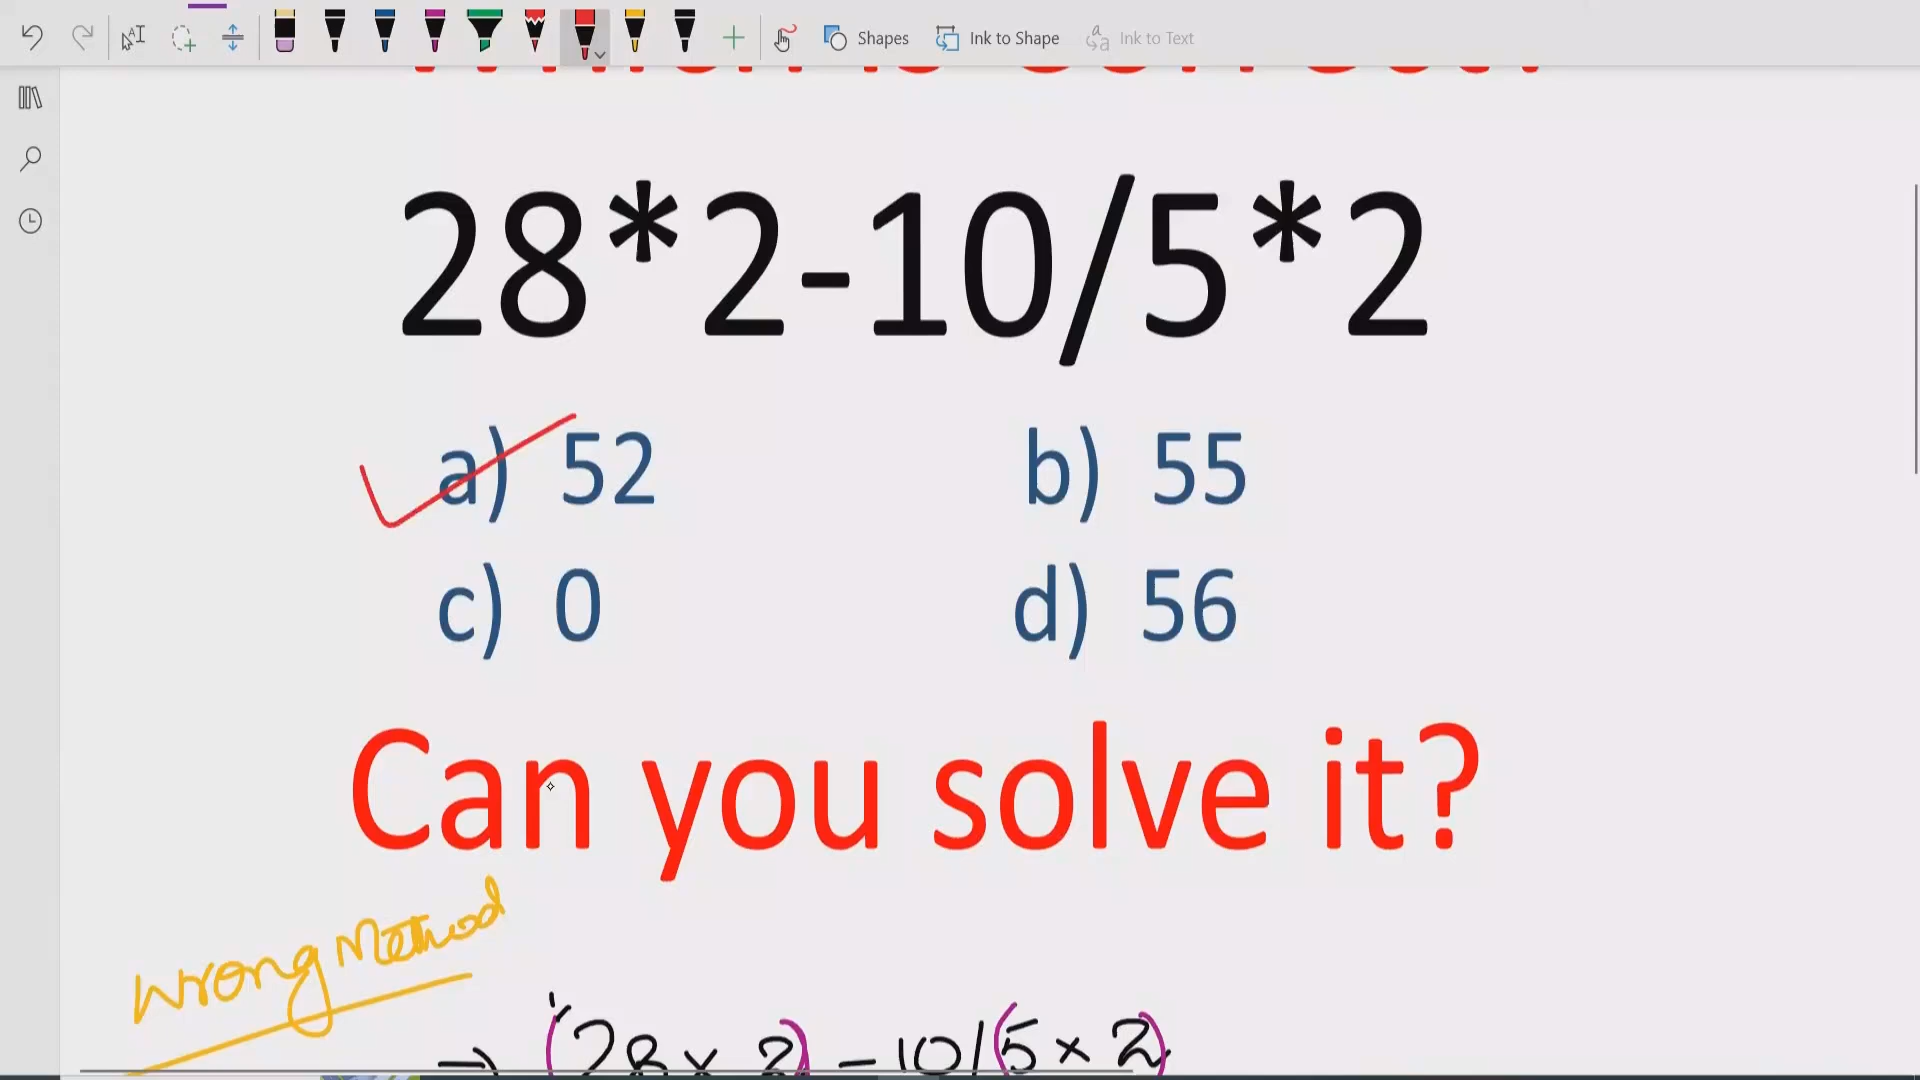 Shapes Ink to Shape Ink to Text
28*2-10/5*2
a) 52 b) 55
c) 0 d) 56
Can you solve it?
Wrong Method
→ (28 × 2) - 10/(5 × 2)